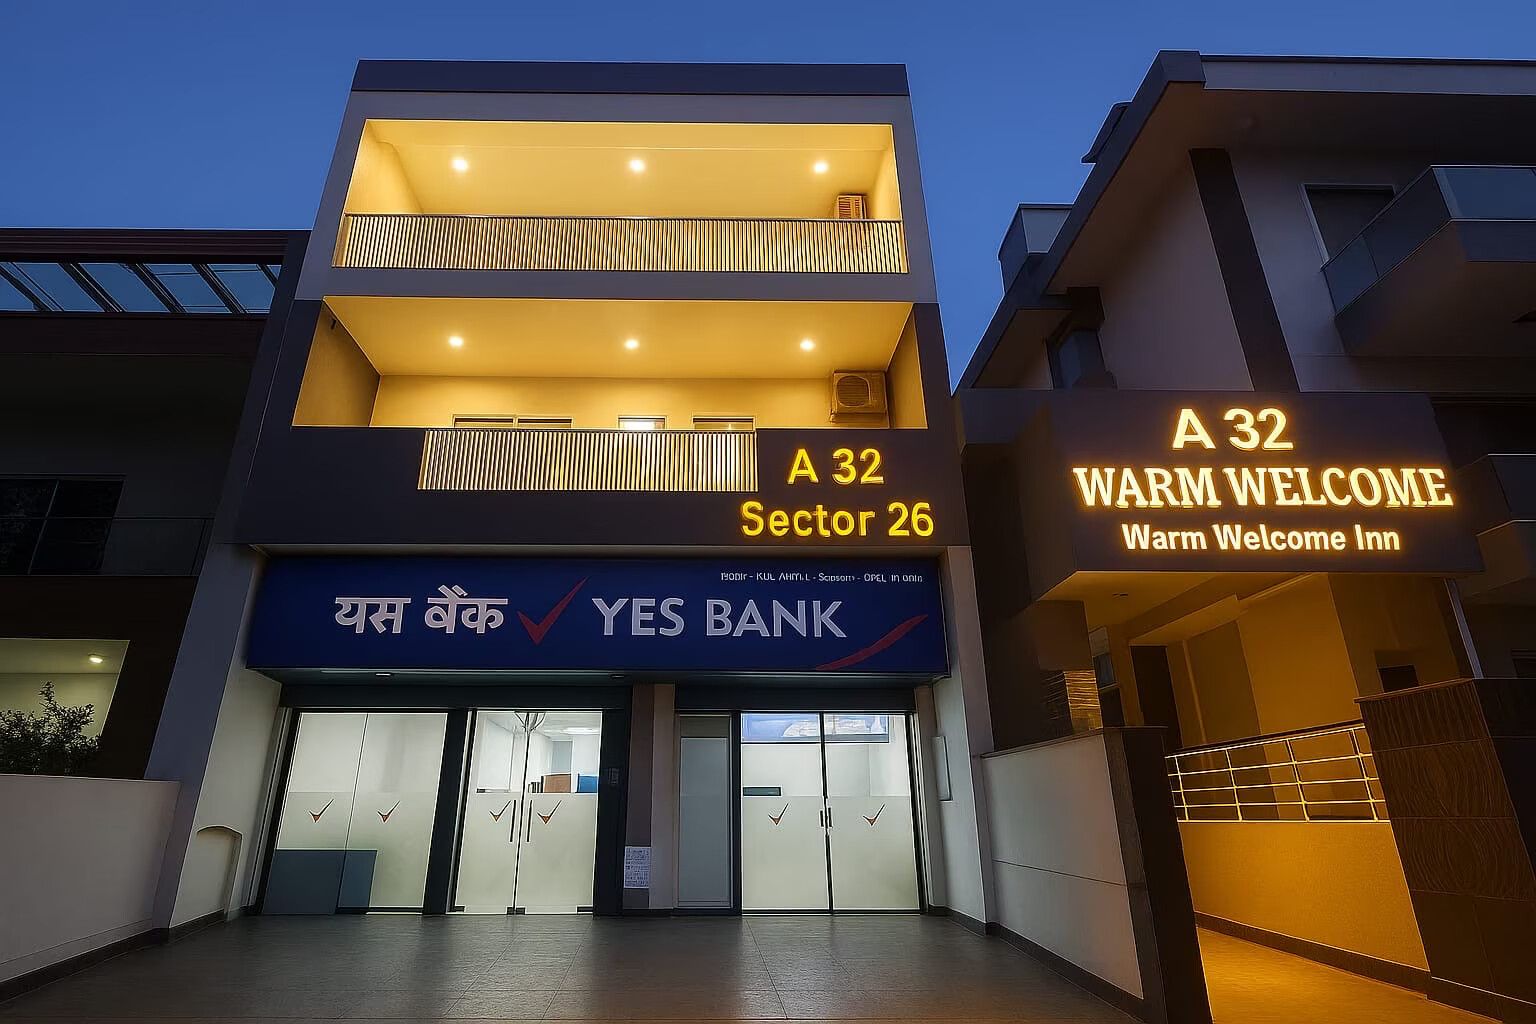 A 32
Sector 26
यस बैंक YES BANK
A 32
WARM WELCOME
Warm Welcome Inn